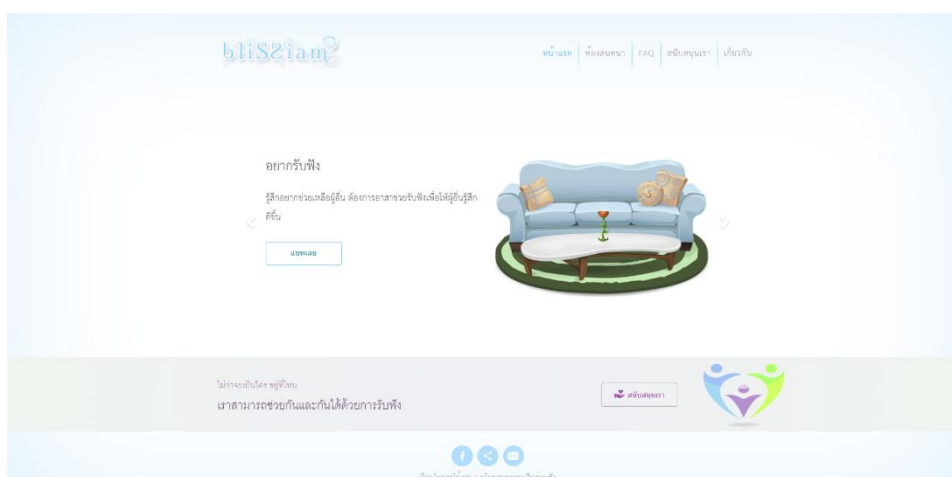 bliSSiam
หน้าแรก
ห้องสนทนา
FAQ
สนับสนุนเรา
เกี่ยวกับ
อยากรับฟัง
รู้สึกอยากช่วยเหลือผู้อื่น ต้องการอาสาช่วยรับฟังเพื่อให้ผู้อื่นรู้สึก
ดีขึ้น
แชทเลย
ไม่ว่าจะเป็นใคร อยู่ที่ไหน
เราสามารถช่วยกันและกันได้ด้วยการรับฟัง
สนับสนุนเรา